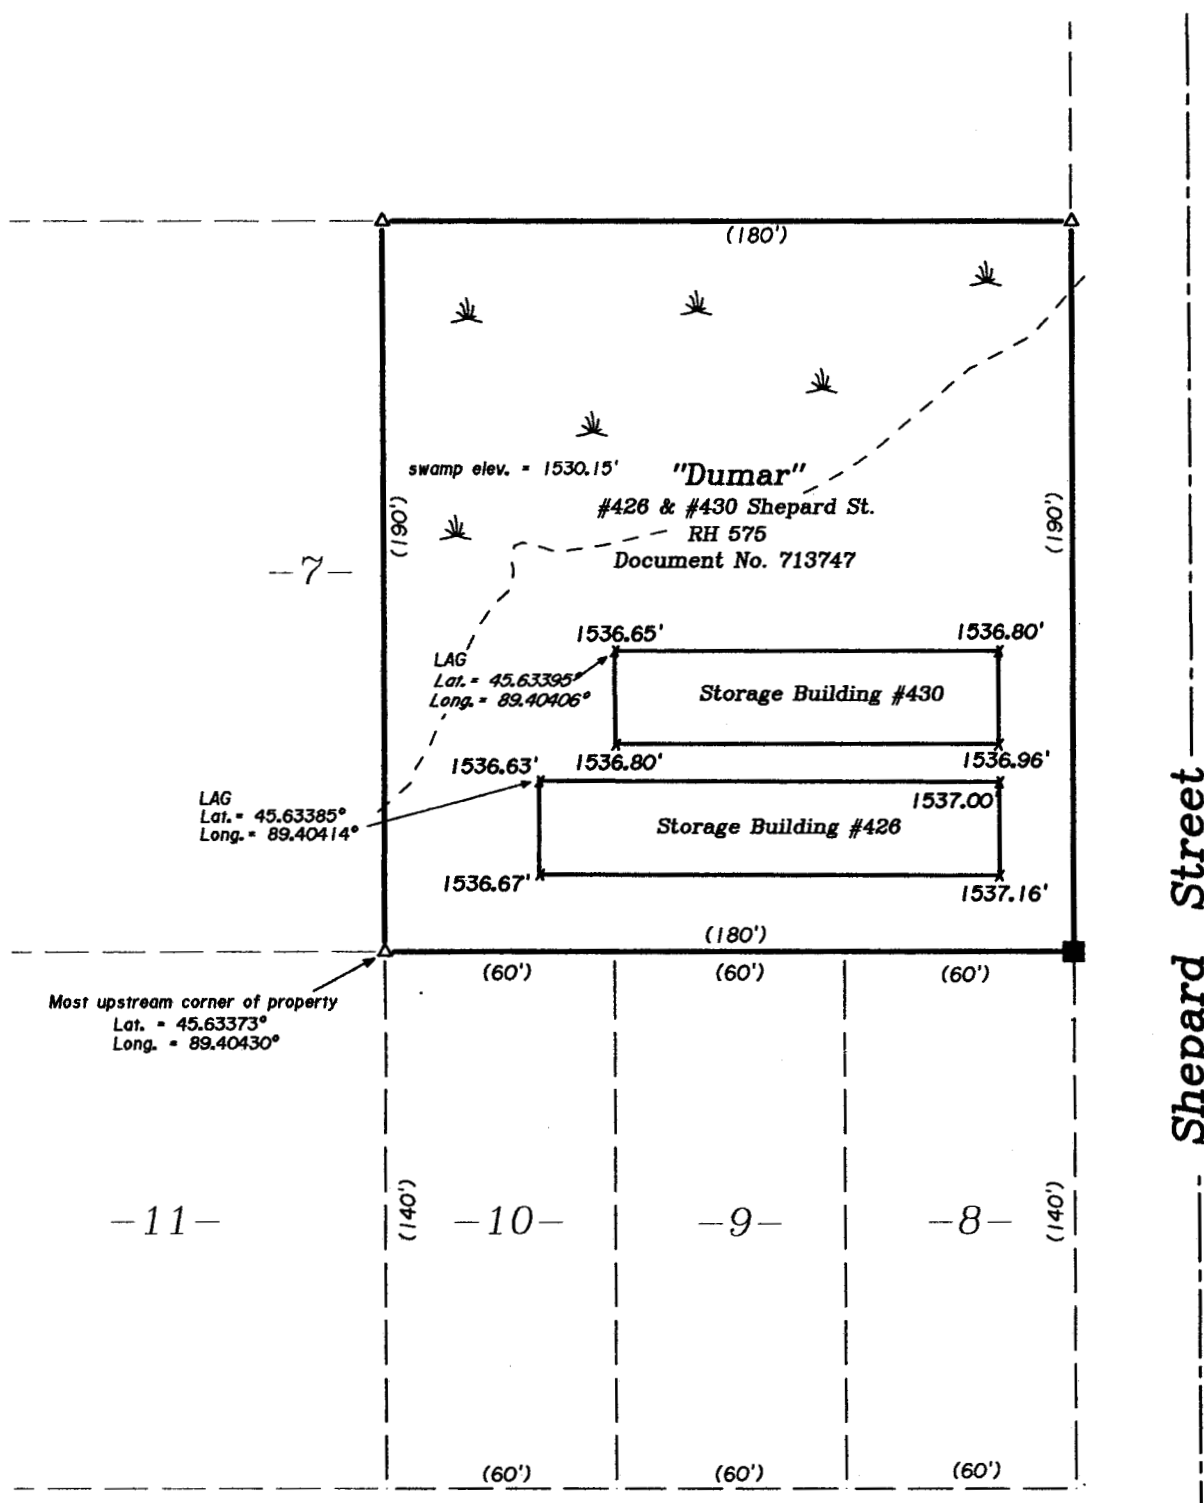 (180')
swamp elev. = 1530.15'
"Dumar"
#426 & #430 Shepard St.
RH 575
Document No. 713747
(190')
(190')
-7-
1536.65'
1536.80'
LAG
Lat. = 45.63395°
Long. = 89.40406°
Storage Building #430
1536.63'
1536.80'
1536.96'
LAG
Lat. = 45.63385°
Long. = 89.40414°
1537.00'
Storage Building #426
1536.67'
1537.16'
Shepard Street
(180')
(60')
(60')
(60')
Most upstream corner of property
Lat. = 45.63373°
Long. = 89.40430°
-11-
(140')
-10-
-9-
-8-
(140')
(60')
(60')
(60')